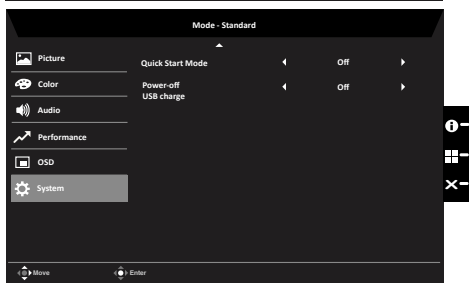 Mode - Standard
Picture
Color
Audio
Performance
OSD
System
Quick Start Mode Off
Power-off Off
USB charge
Move Enter